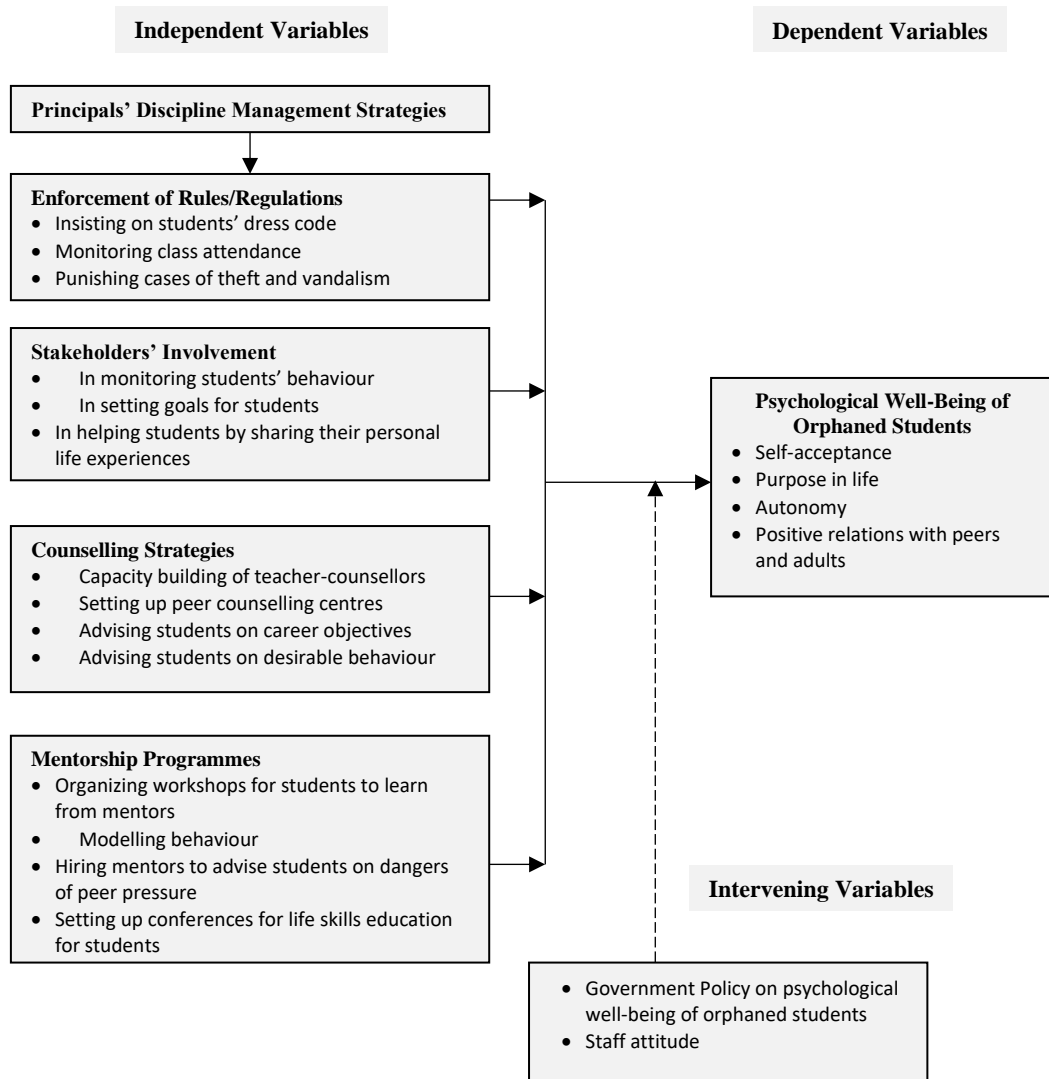 Independent Variables
Dependent Variables
Principals’ Discipline Management Strategies
Enforcement of Rules/Regulations
• Insisting on students’ dress code
• Monitoring class attendance
• Punishing cases of theft and vandalism
Stakeholders’ Involvement
• In monitoring students’ behaviour
• In setting goals for students
• In helping students by sharing their personal
life experiences
Psychological Well-Being of
Orphaned Students
• Self-acceptance
• Purpose in life
• Autonomy
• Positive relations with peers
and adults
Counselling Strategies
• Capacity building of teacher-counsellors
• Setting up peer counselling centres
• Advising students on career objectives
• Advising students on desirable behaviour
Mentorship Programmes
• Organizing workshops for students to learn
from mentors
• Modelling behaviour
• Hiring mentors to advise students on dangers
of peer pressure
• Setting up conferences for life skills education
for students
Intervening Variables
• Government Policy on psychological
well-being of orphaned students
• Staff attitude